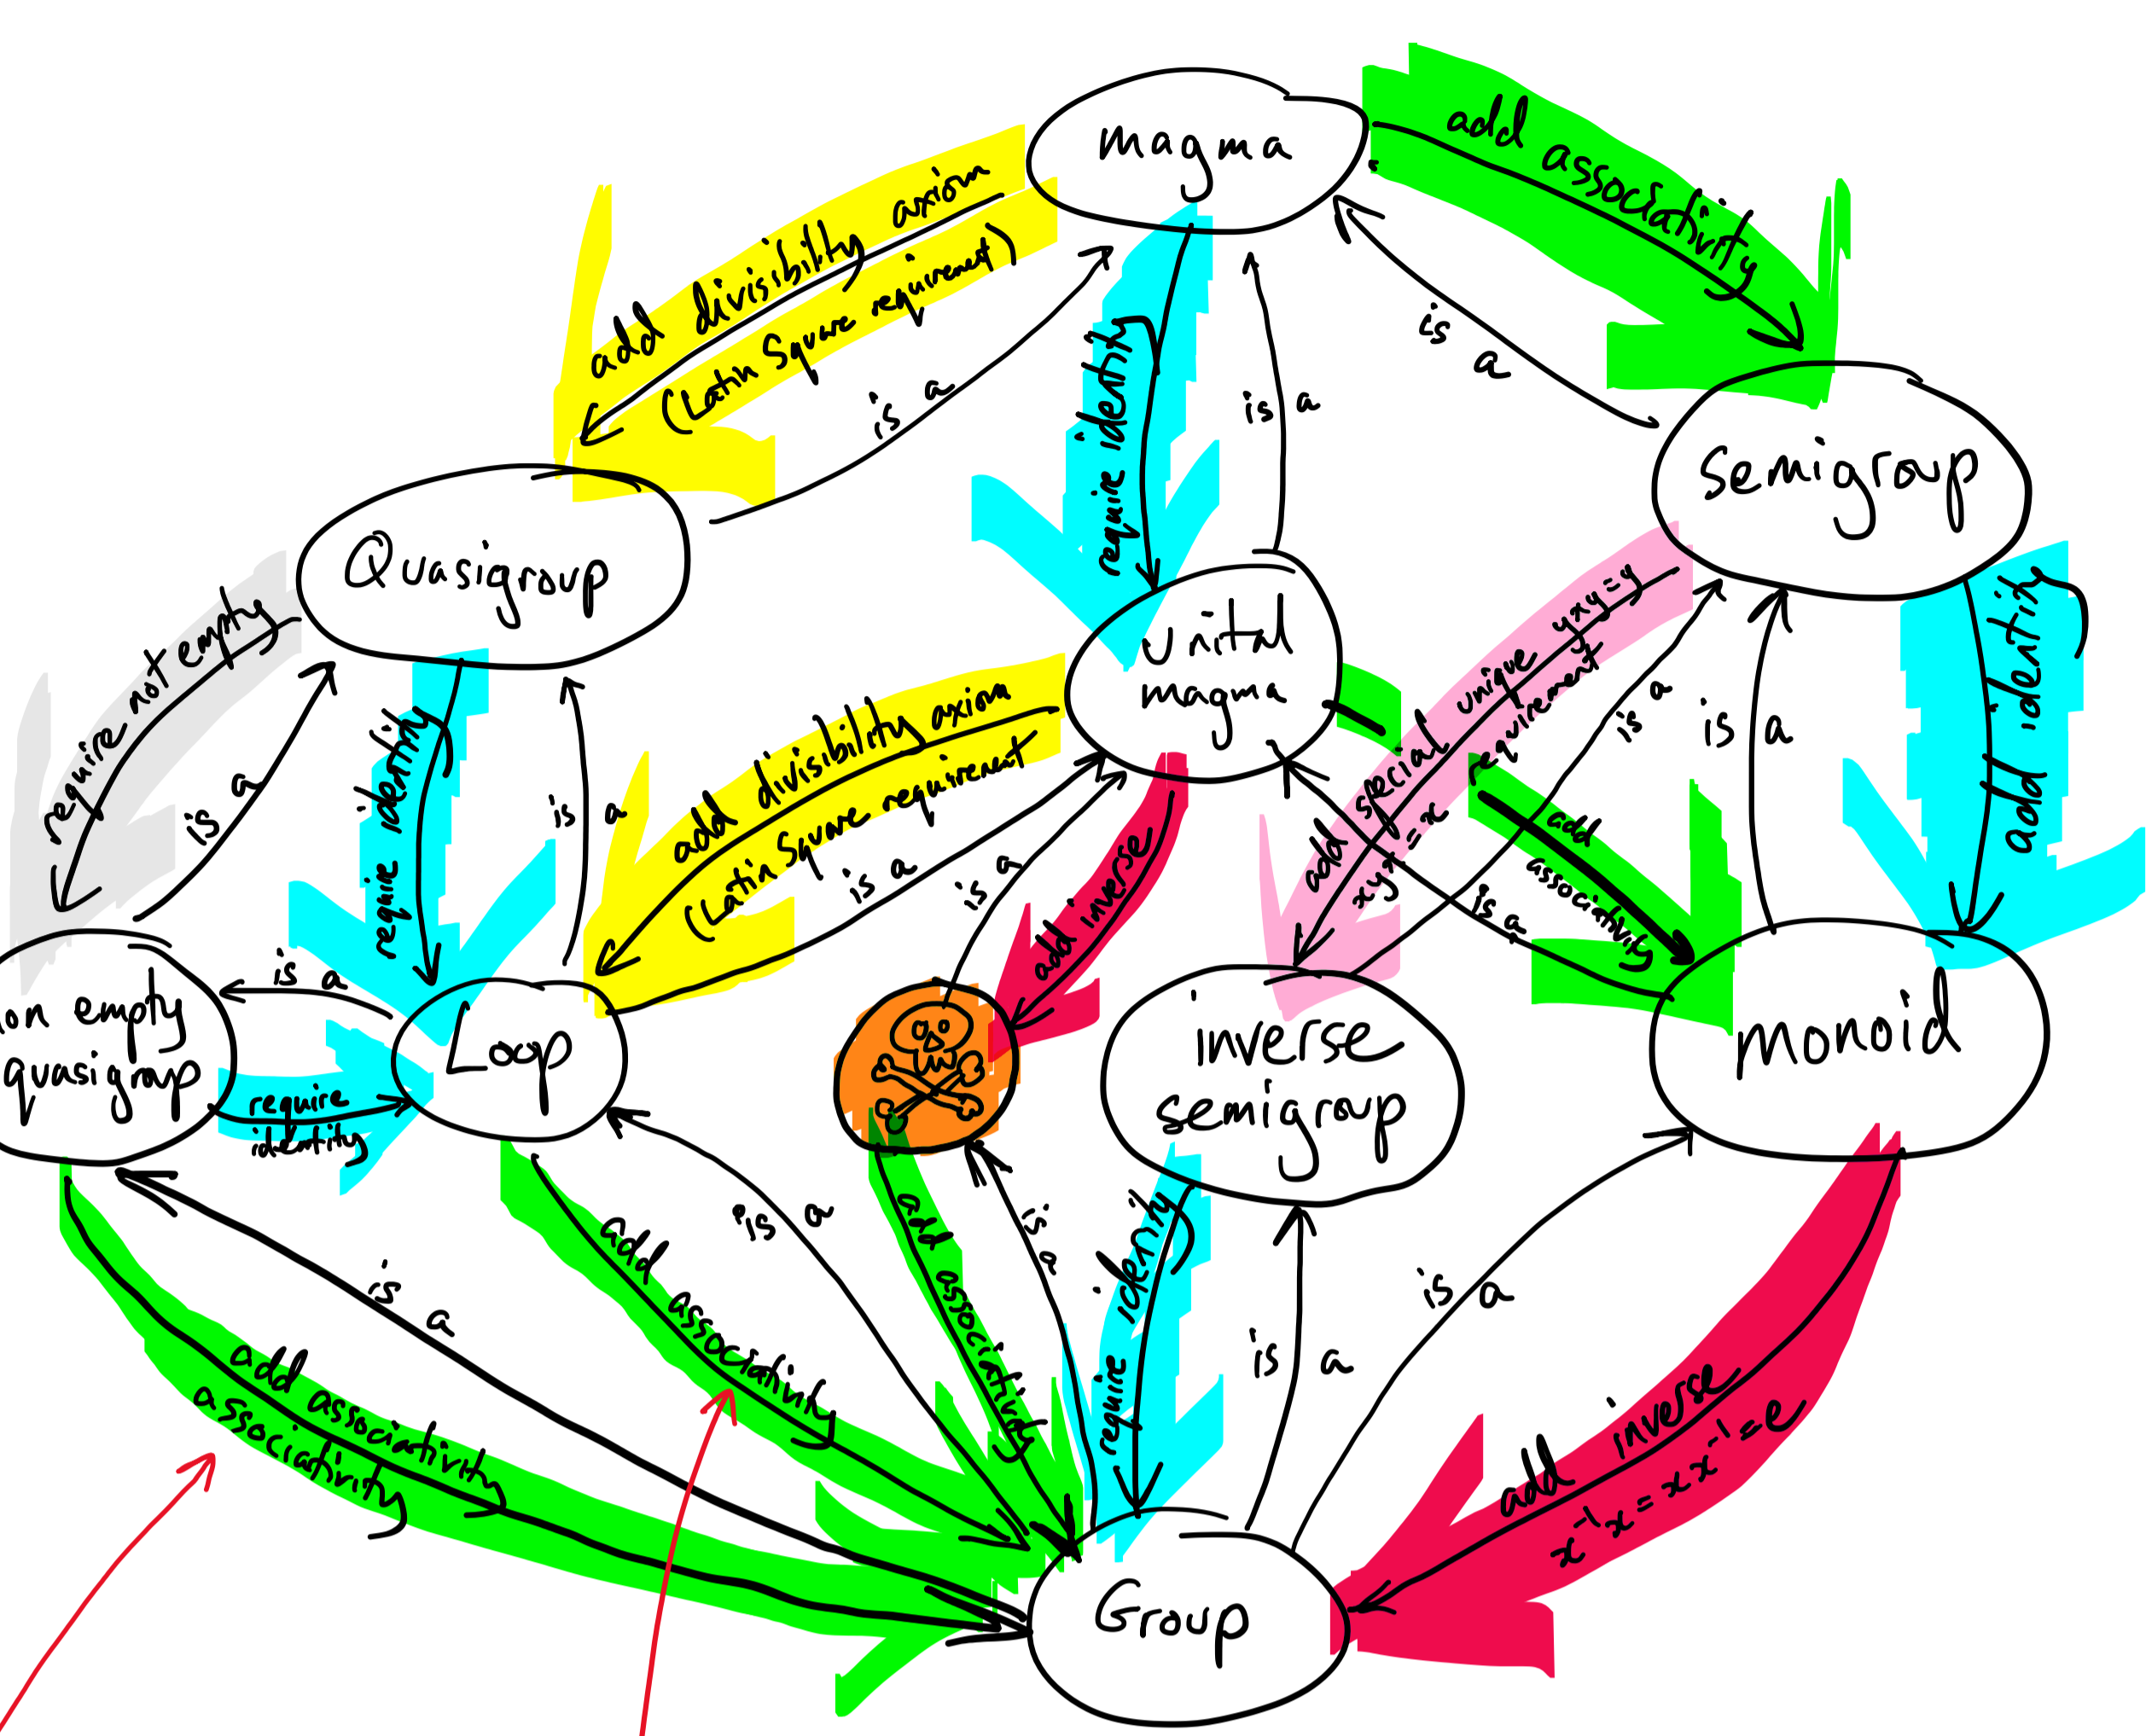 magma
add associativity
add divisibility axiom
(Latin square requirement)
is a
require identity
is a
is a
Quasigroup
semigroup
Unital
magma
require not empty
is a
require identity
is a
add divisibility axiom
(Latin square requirement)
is a
is a
add inverse
add special unique y exists
xyx=x requirement
is a
is a
add identity
add
associativity
is a
on empty
quasigroup
is a
require
identity
Loop
inverse
semigroup
monoid
is a
add associativity
is a
add associativity
is a
require identity
is a
is a
add associativity
associativity
add inverse
x⁻¹x=x x⁻¹=e
Group